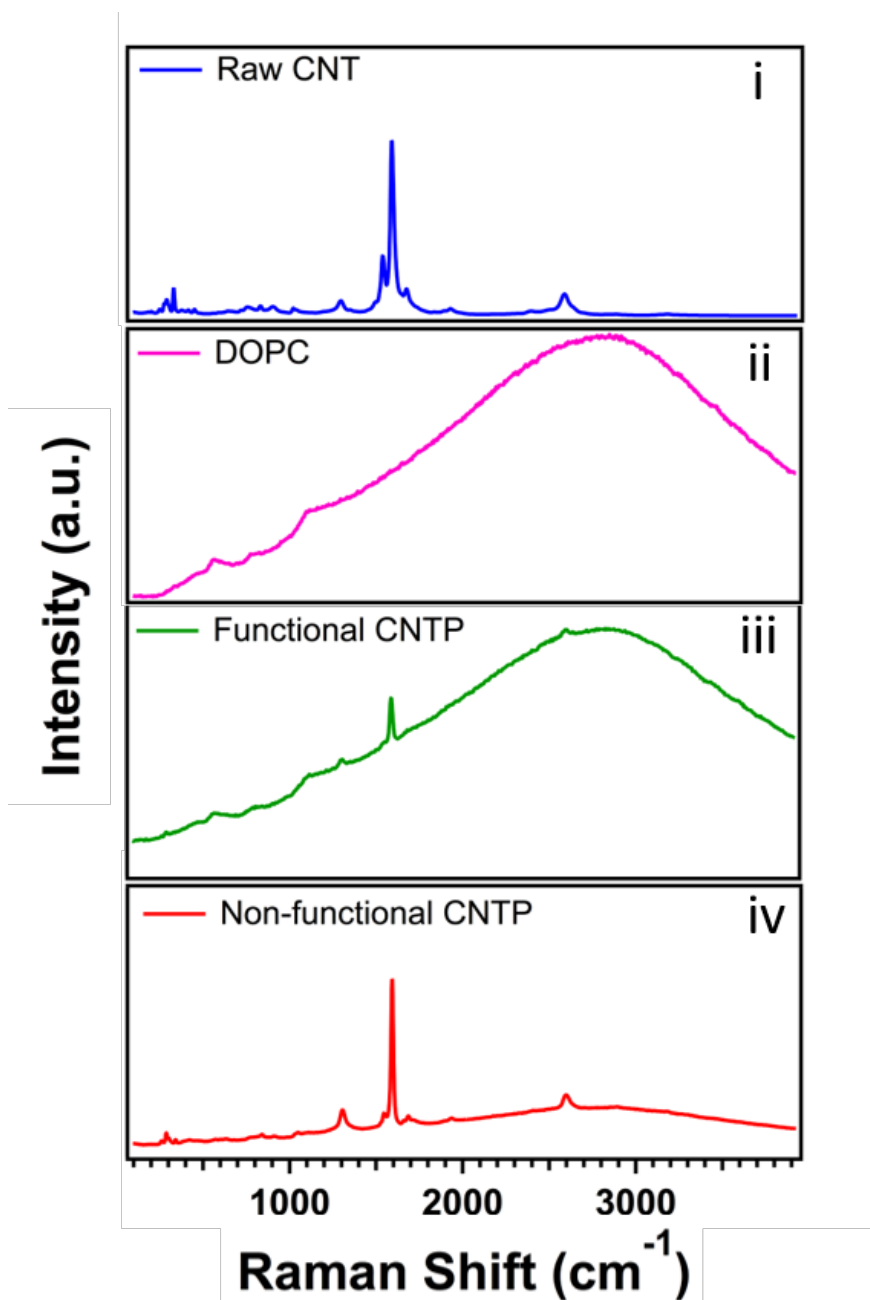 Raw CNT
i
DOPC
ii
Functional CNTP
iii
Non-functional CNTP
iv
Intensity (a.u.)
1000 2000 3000
Raman Shift (cm-1)